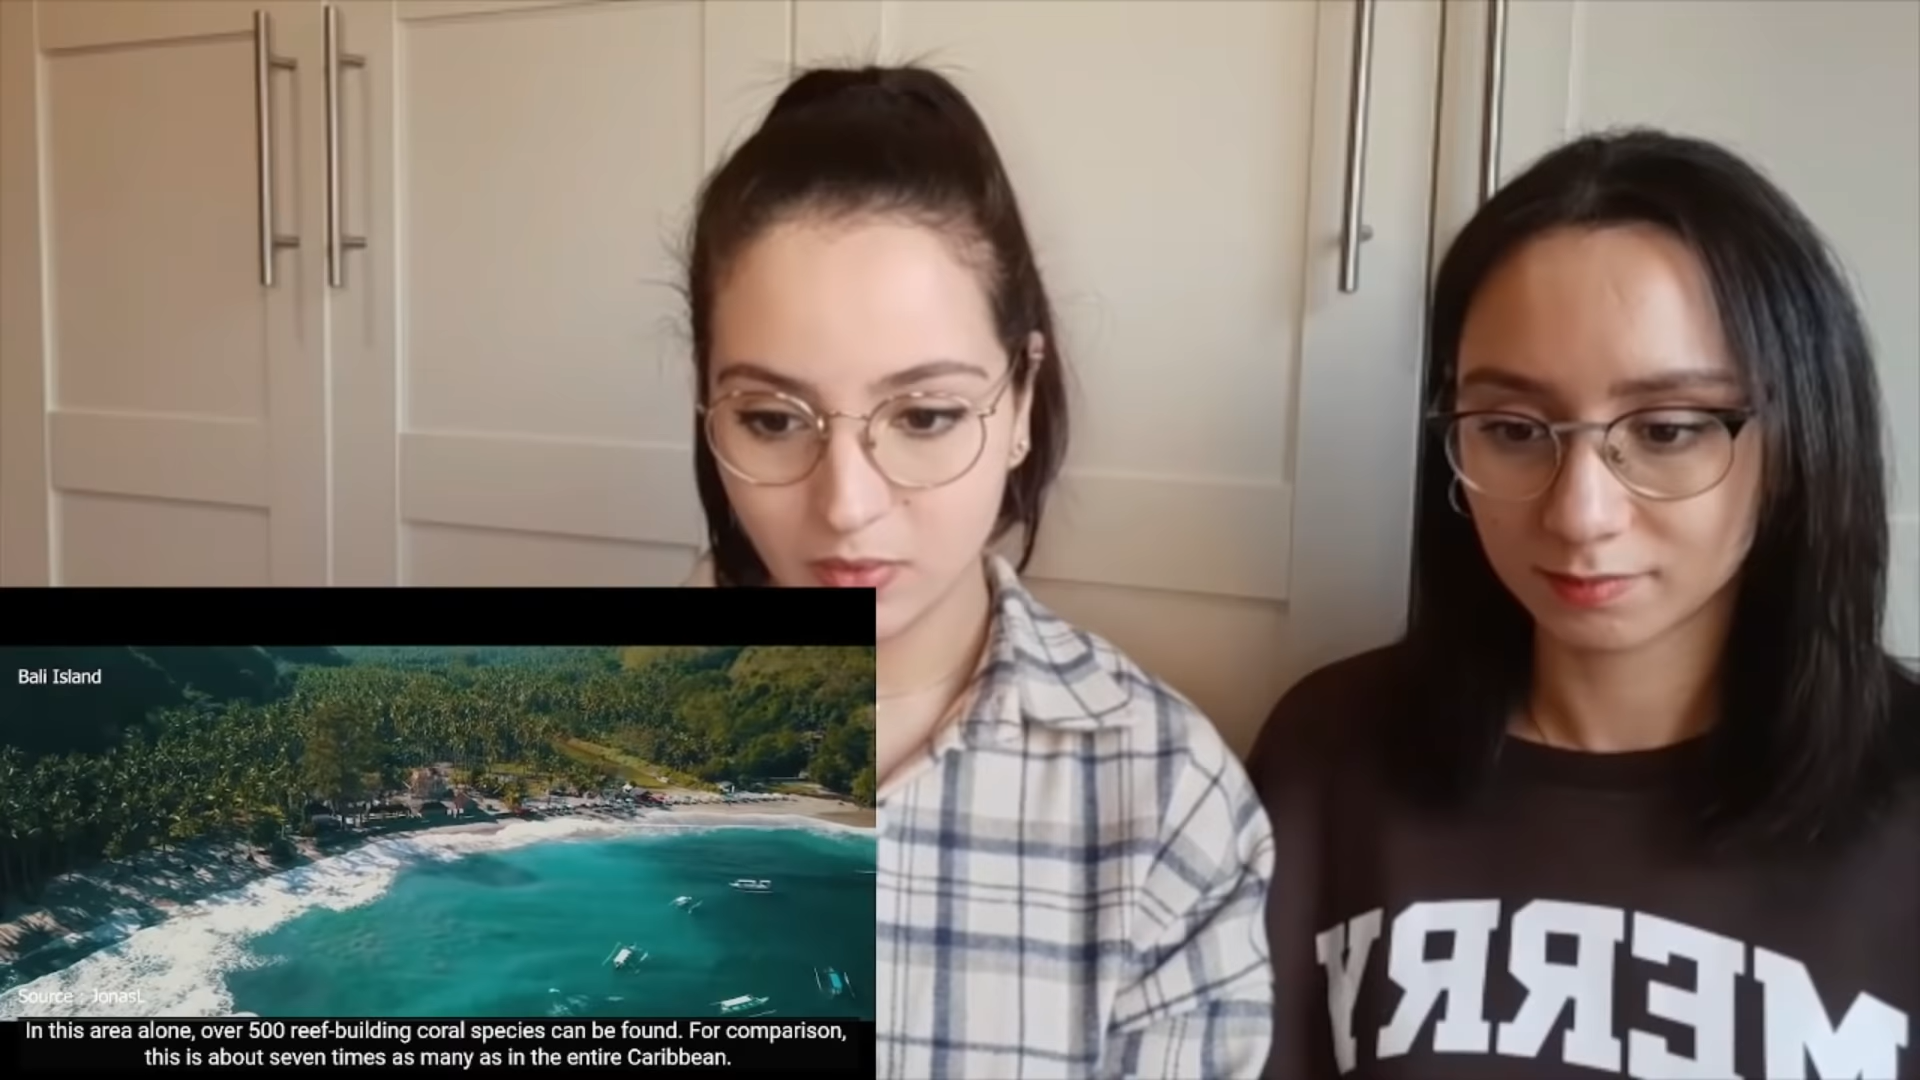 Bali Island
MERRY
Source : JonasL
In this area alone, over 500 reef-building coral species can be found. For comparison,
this is about seven times as many as in the entire Caribbean.